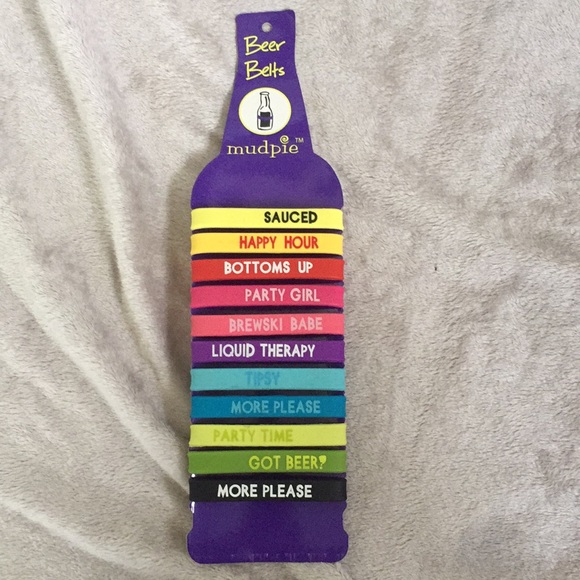 Beer
Belts
mudpie™
SAUCED
HAPPY HOUR
BOTTOMS UP
PARTY GIRL
BREWSKI BABE
LIQUID THERAPY
TIPSY
MORE PLEASE
PARTY TIME
GOT BEER?
MORE PLEASE